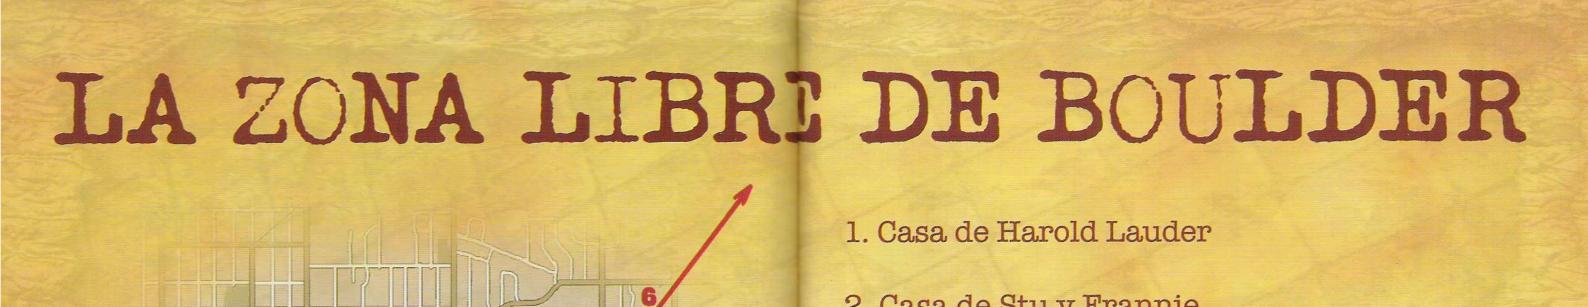 LA ZONA LIBRE DE BOULDER
1. Casa de Harold Lauder
6
2. Casa de Stu y Frannie